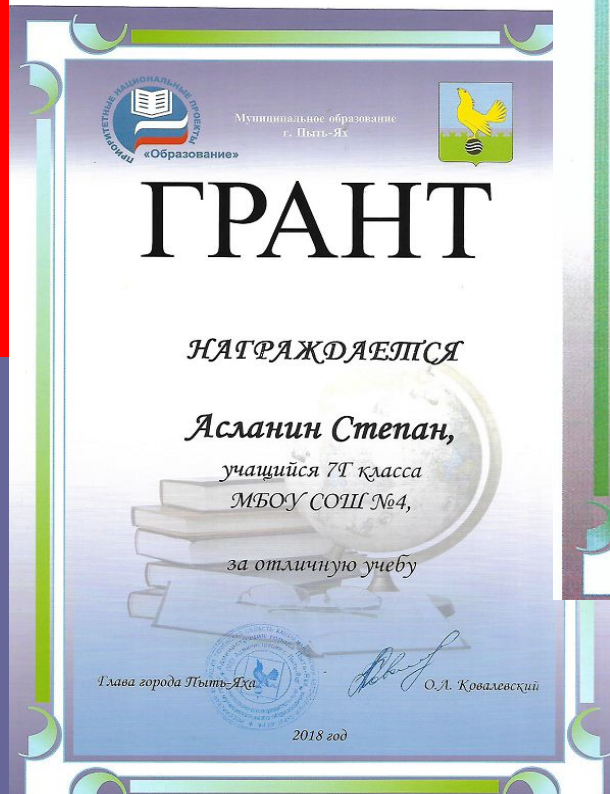 ПРИОРИТЕТНЫЕ НАЦИОНАЛЬНЫЕ ПРОЕКТЫ
«Образование»
Муниципальное образование
г. Пыть-Ях
ГРАНТ
НАГРАЖДАЕТСЯ
Асланин Степан,
учащийся 7Г класса
МБОУ СОШ №4,
за отличную учебу
Глава города Пыть-Яха
О.Л. Ковалевский
2018 год